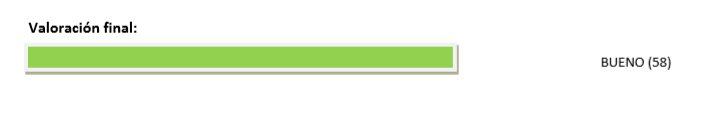 Valoración final:
BUENO (58)